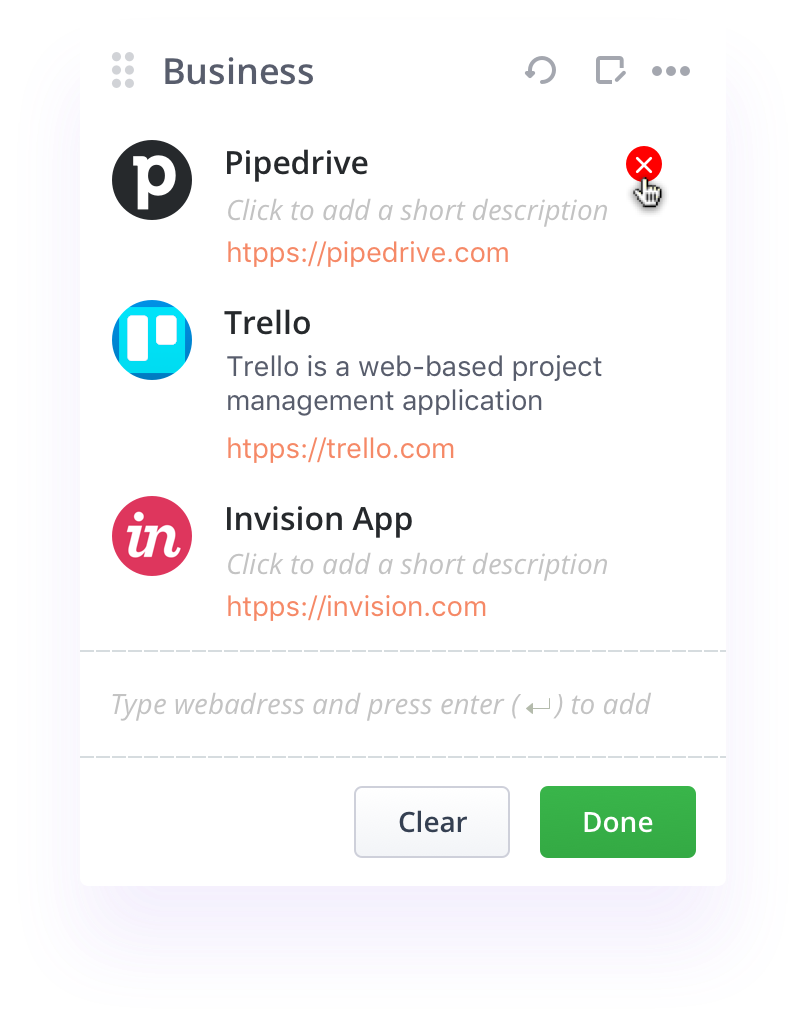 Business
p
Pipedrive
Click to add a short description
htpps://pipedrive.com
Trello
Trello is a web-based project
management application
htpps://trello.com
in
Invision App
Click to add a short description
htpps://invision.com
Type webadress and press enter (↵) to add
Clear
Done